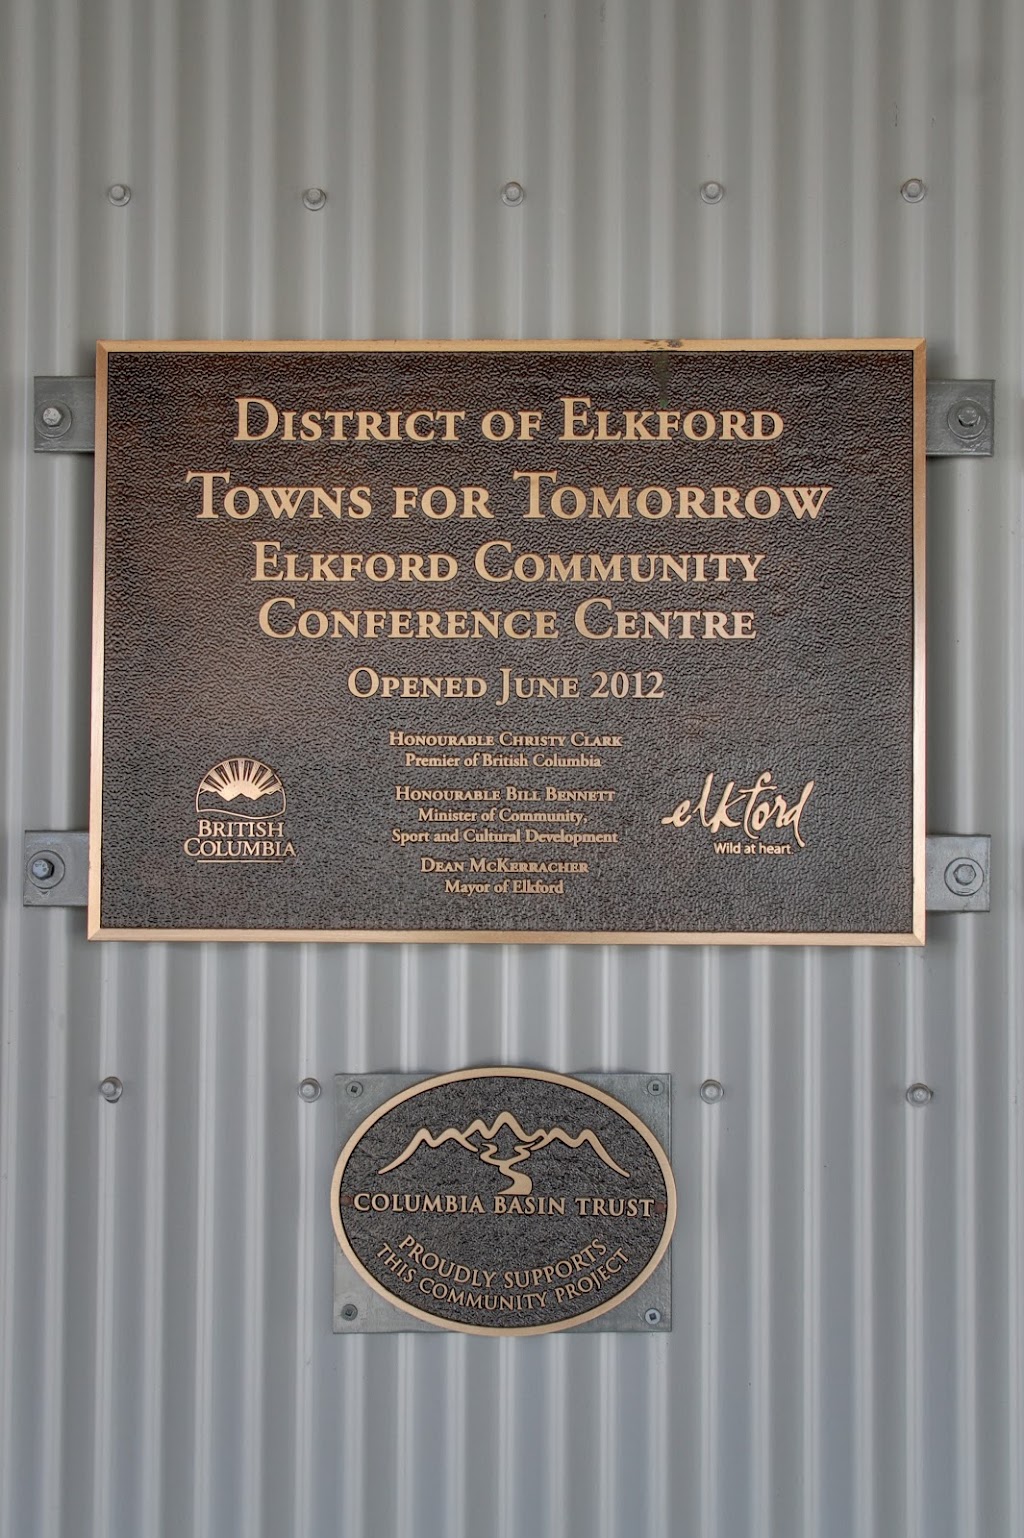 District of Elkford
Towns for Tomorrow
Elkford Community
Conference Centre
Opened June 2012
Honourable Christy Clark
Premier of British Columbia
Honourable Bill Bennett
Minister of Community,
Sport and Cultural Development
Dean McKerracher
Mayor of Elkford
BRITISH
COLUMBIA
elkford
Wild at heart
COLUMBIA BASIN TRUST
PROUDLY SUPPORTS
THIS COMMUNITY PROJECT